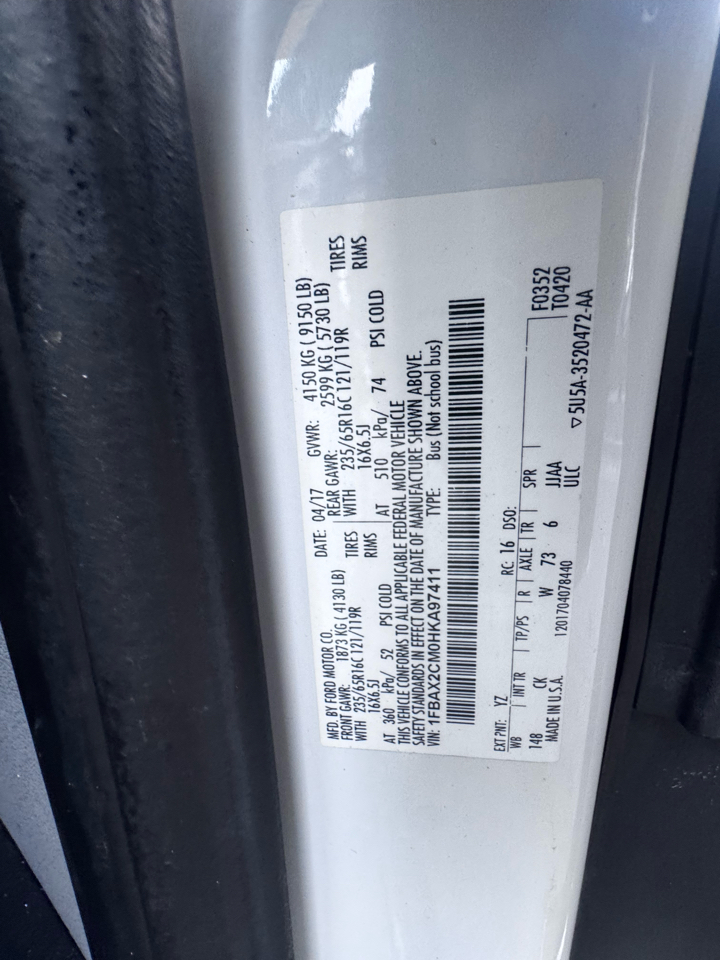 MFD. BY FORD MOTOR CO.
DATE: 04/17 GVWR: 4150 KG ( 9150 LB)
FRONT GAWR: 1873 KG ( 4130 LB) REAR GAWR: 2599 KG ( 5730 LB)
WITH 235/65R16C 121/119R TIRES WITH 235/65R16C 121/119R TIRES
16X6.5J RIMS 16X6.5J RIMS
AT 360 kPa/ 52 PSI COLD AT 510 kPa/ 74 PSI COLD
THIS VEHICLE CONFORMS TO ALL APPLICABLE FEDERAL MOTOR VEHICLE
SAFETY STANDARDS IN EFFECT ON THE DATE OF MANUFACTURE SHOWN ABOVE.
VIN: 1FBAX2CM0HKA97411 TYPE: Bus (Not school bus)
EXT PNT: YZ RC: 16 DSO:
WB INT TR TP/PS R AXLE TR SPR F0352
148 CK W 73 6 JJAA T0420
MADE IN U.S.A. 1201704078440 ULC
▽5U5A-3520472-AA